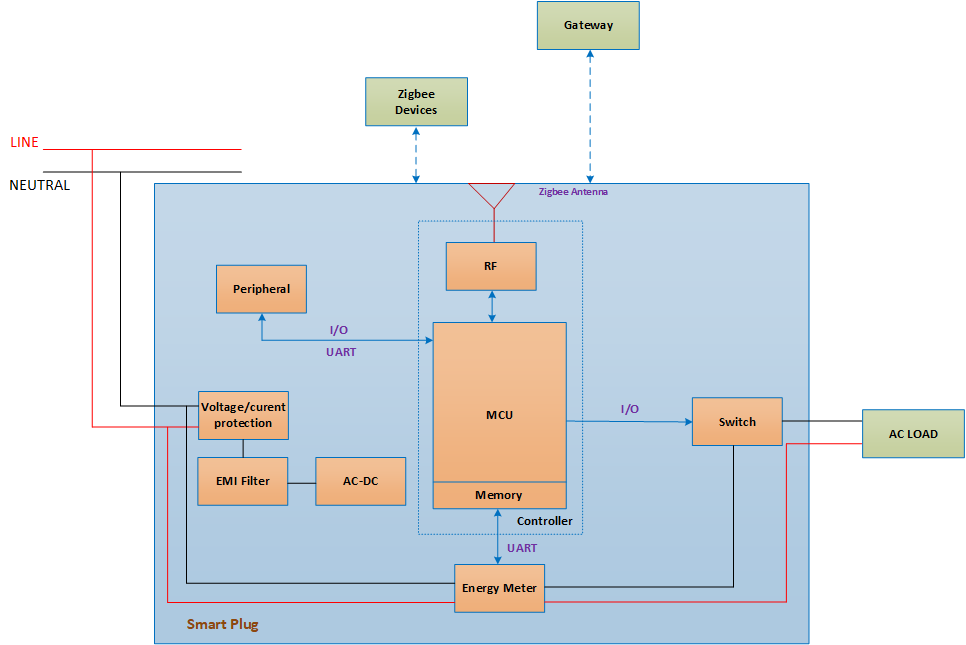 Gateway
Zigbee
Devices
LINE
NEUTRAL
Zigbee Antenna
RF
Peripheral
I/O
UART
Voltage/curent
protection
MCU
I/O
Switch
AC LOAD
EMI Filter
AC-DC
Memory
Controller
UART
Energy Meter
Smart Plug